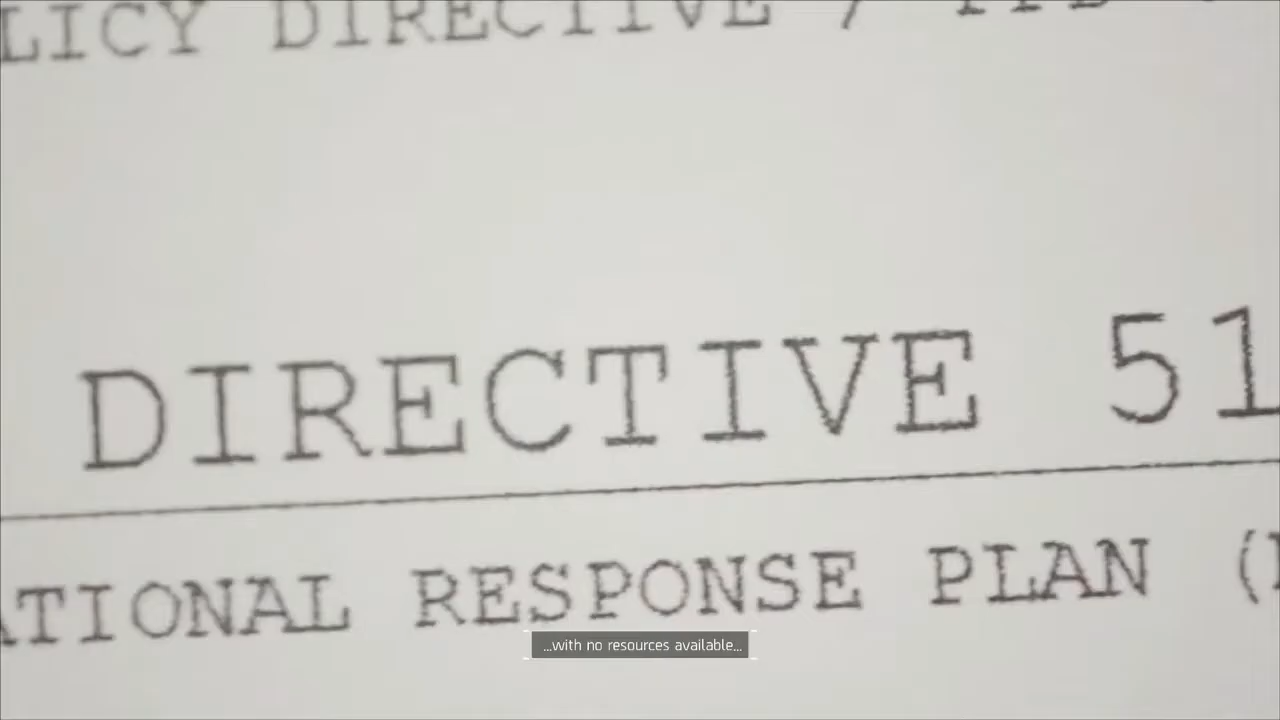 LICY DIRECTIVE /
DIRECTIVE 51
ATIONAL RESPONSE PLAN (
...with no resources available...